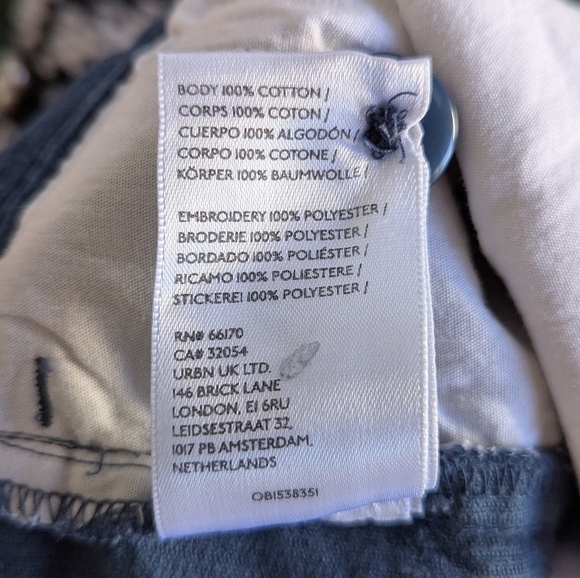 BODY 100% COTTON /
CORPS 100% COTON /
CUERPO 100% ALGODÓN /
CORPO 100% COTONE /
KÖRPER 100% BAUMWOLLE /
EMBROIDERY 100% POLYESTER /
BRODERIE 100% POLYESTER /
BORDADO 100% POLIÉSTER /
RICAMO 100% POLIESTERE /
STICKEREI 100% POLYESTER /
RN# 66170
CA# 32054
URBN UK LTD.
146 BRICK LANE
LONDON, E1 6RU
LEIDSESTRAAT 32,
1017 PB AMSTERDAM,
NETHERLANDS
OB1538351